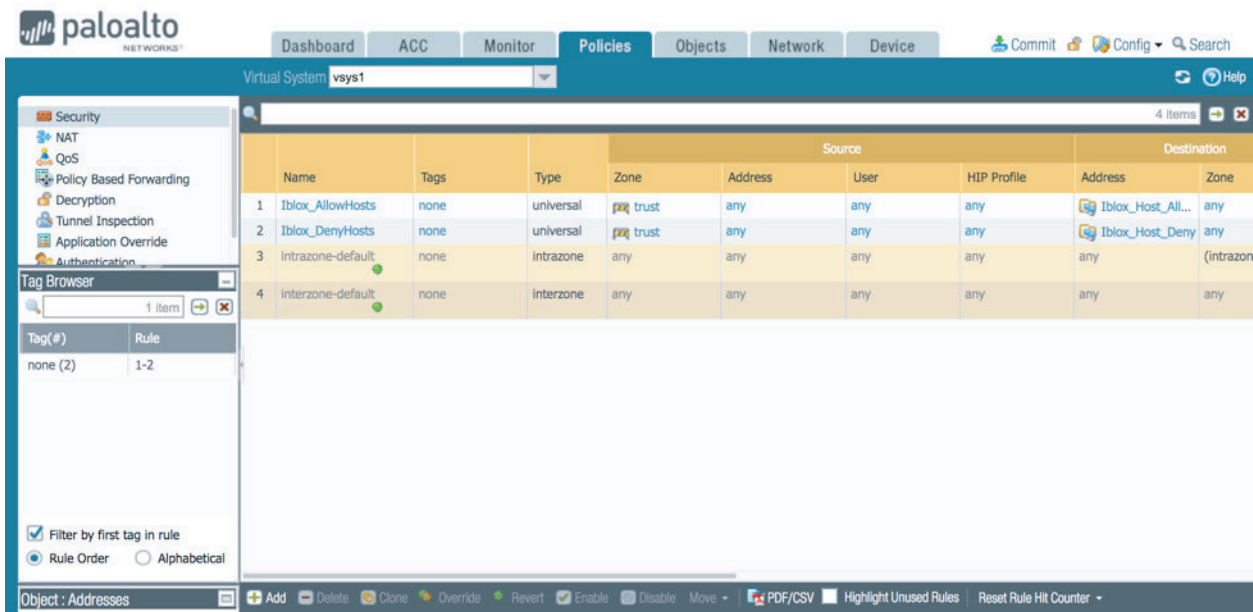 paloalto
NETWORKS
Dashboard ACC Monitor Policies Objects Network Device Commit Config Search
Virtual System vsys1 Help
Security
NAT
QoS
Policy Based Forwarding
Decryption
Tunnel Inspection
Application Override
Authentication
Tag Browser
1 item
Tag(#) Rule
none (2) 1-2
Filter by first tag in rule
Rule Order Alphabetical
Object : Addresses
4 items
Source Destination
Name Tags Type Zone Address User HIP Profile Address Zone
1 Iblox_AllowHosts none universal trust any any any Iblox_Host_All... any
2 Iblox_DenyHosts none universal trust any any any Iblox_Host_Deny any
3 intrazone-default none intrazone any any any any any (intrazon
4 interzone-default none interzone any any any any any any
Add Delete Clone Override Revert Enable Disable Move PDF/CSV Highlight Unused Rules Reset Rule Hit Counter